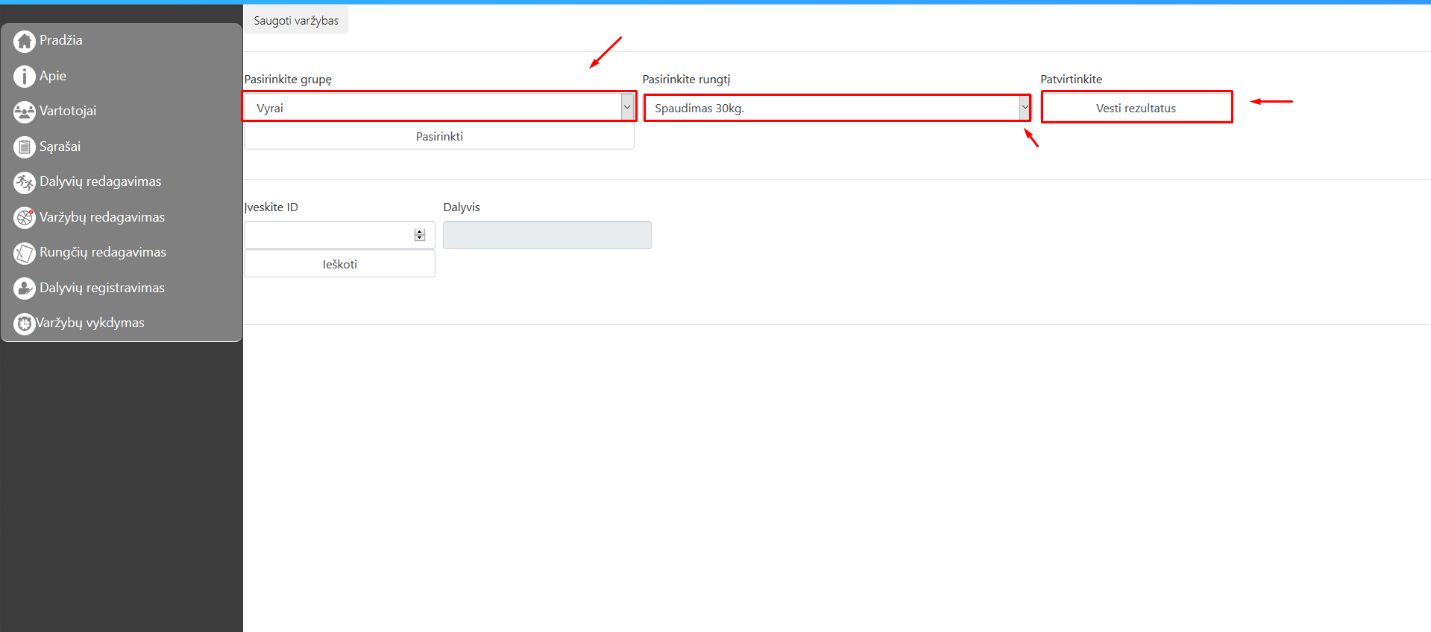 Pradžia
Apie
Vartotojai
Sąrašai
Dalyvių redagavimas
Varžybų redagavimas
Rungčių redagavimas
Dalyvių registravimas
Varžybų vykdymas
Saugoti varžybas
Pasirinkite grupę
Vyrai
Pasirinkti
Pasirinkite rungtį
Spaudimas 30kg.
Patvirtinkite
Vesti rezultatus
Įveskite ID
Dalyvis
Ieškoti